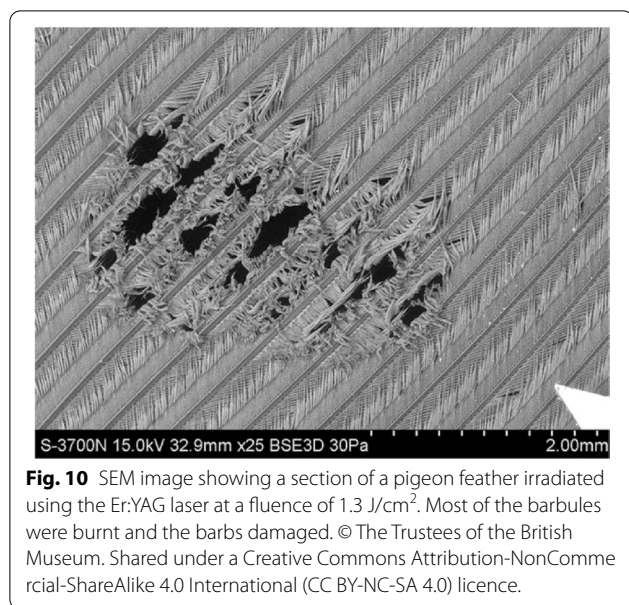 S-3700N 15.0kV 32.9mm x25 BSE3D 30Pa 2.00mm
Fig. 10 SEM image showing a section of a pigeon feather irradiated
using the Er:YAG laser at a fluence of 1.3 J/cm². Most of the barbules
were burnt and the barbs damaged. © The Trustees of the British
Museum. Shared under a Creative Commons Attribution-NonComme
rcial-ShareAlike 4.0 International (CC BY-NC-SA 4.0) licence.